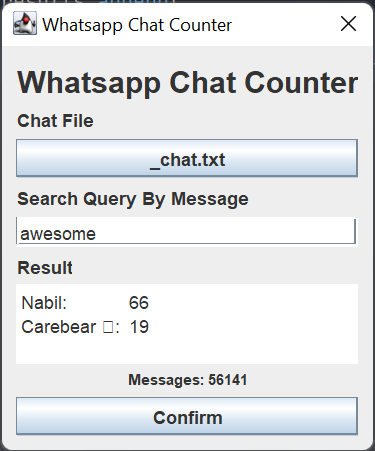 Whatsapp Chat Counter
Whatsapp Chat Counter
Chat File
_chat.txt
Search Query By Message
awesome
Result
Nabil: 66
Carebear ▯: 19
Messages: 56141
Confirm